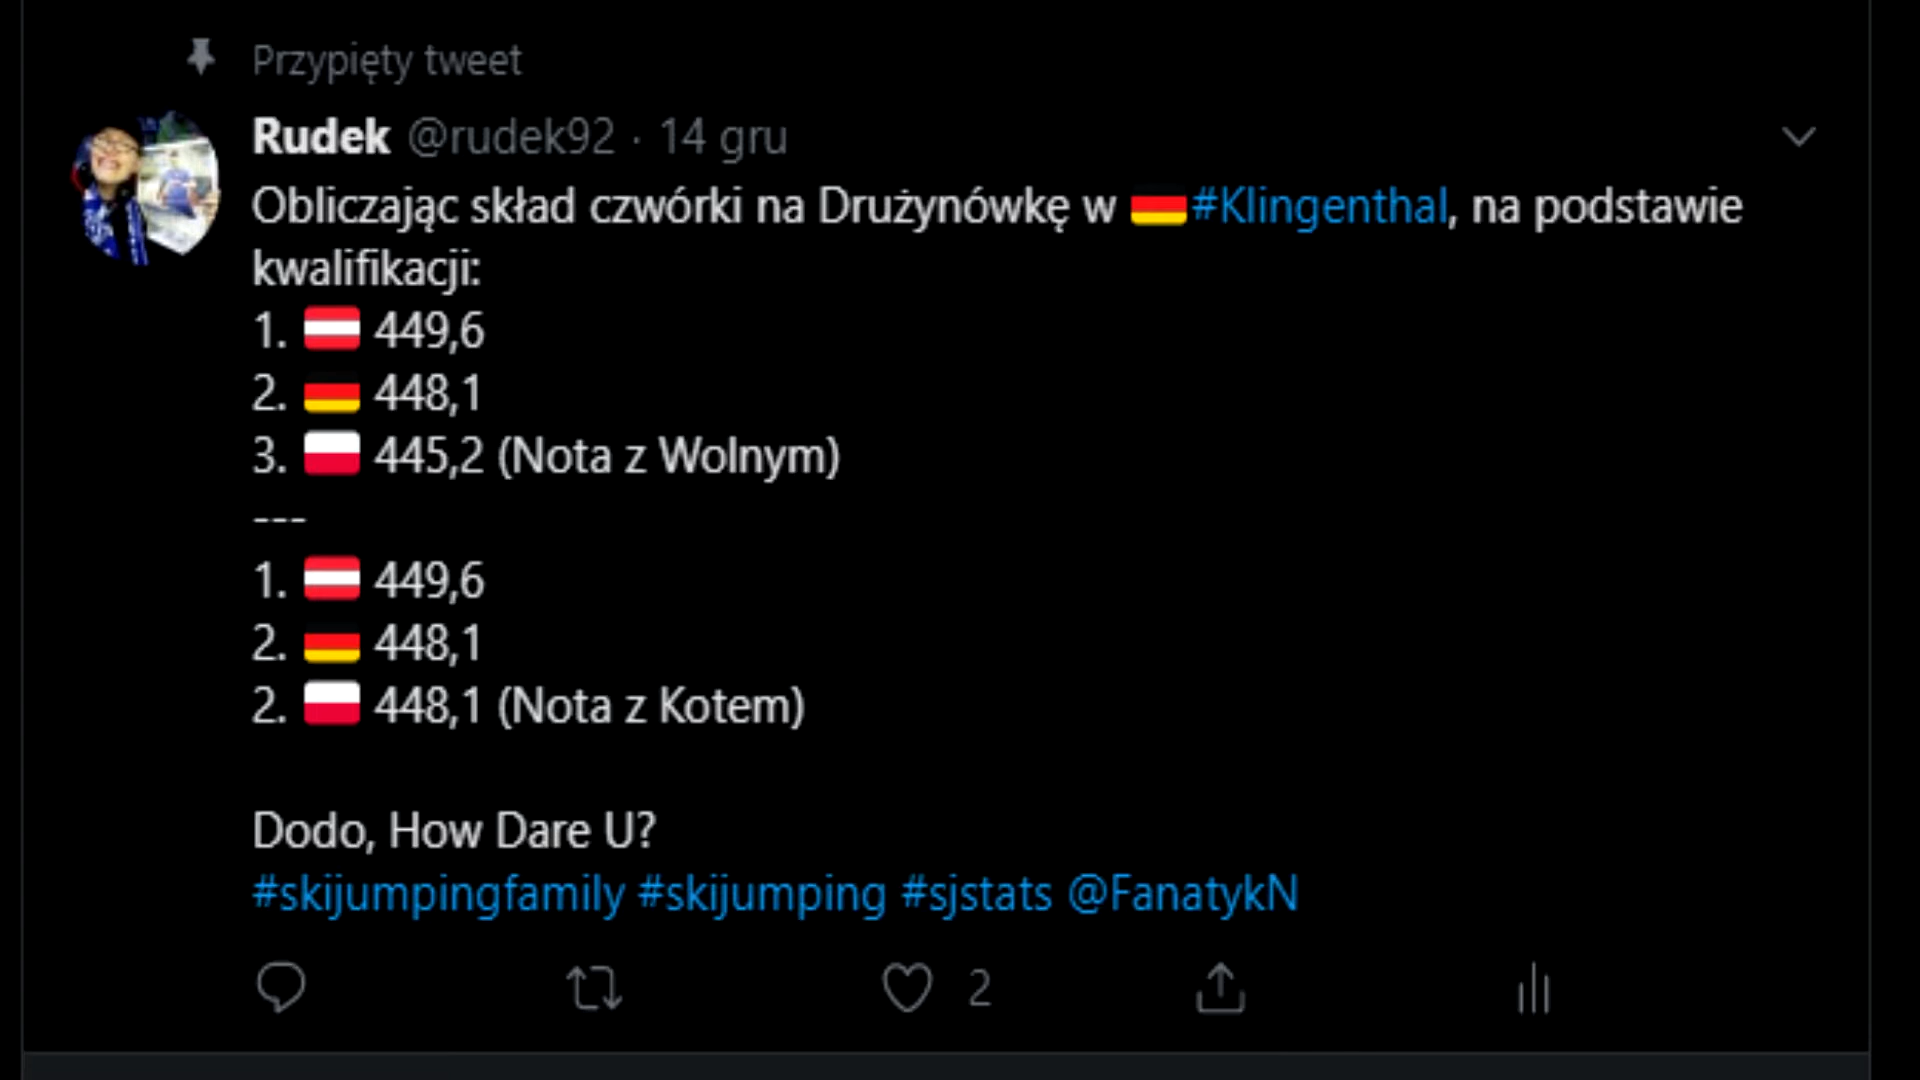 Przypięty tweet
Rudek @rudek92 · 14 gru
Obliczając skład czwórki na Drużynówkę w 🇩🇪#Klingenthal, na podstawie
kwalifikacji:
1. 🇦🇹 449,6
2. 🇩🇪 448,1
3. 🇵🇱 445,2 (Nota z Wolnym)
---
1. 🇦🇹 449,6
2. 🇩🇪 448,1
2. 🇵🇱 448,1 (Nota z Kotem)
Dodo, How Dare U?
#skijumpingfamily #skijumping #sjstats @FanatykN
2